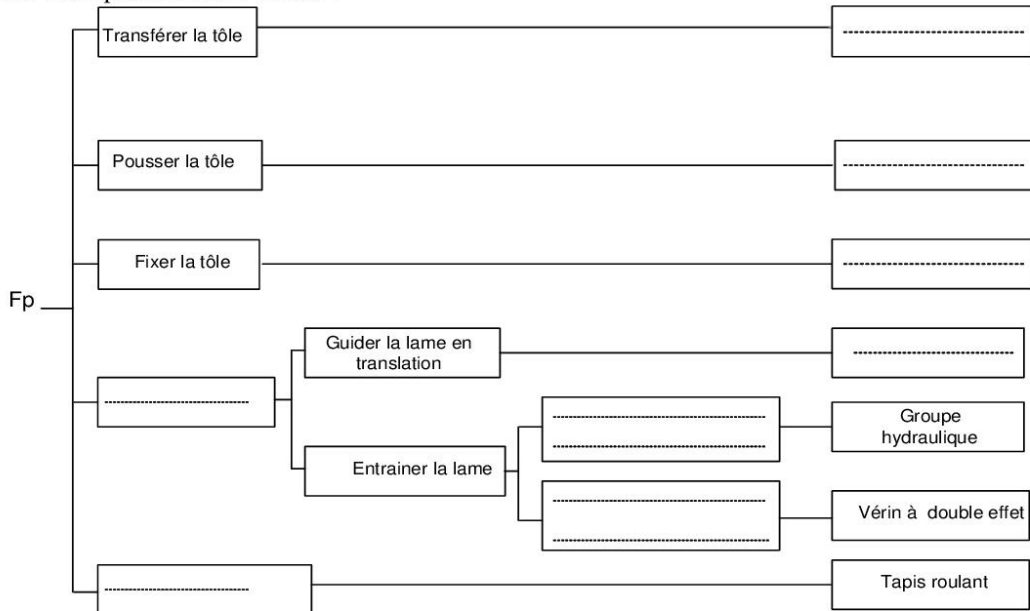 Transférer la tôle
Pousser la tôle
Fixer la tôle
Fp
Guider la lame en
translation
Groupe
hydraulique
Entrainer la lame
Vérin à double effet
Tapis roulant